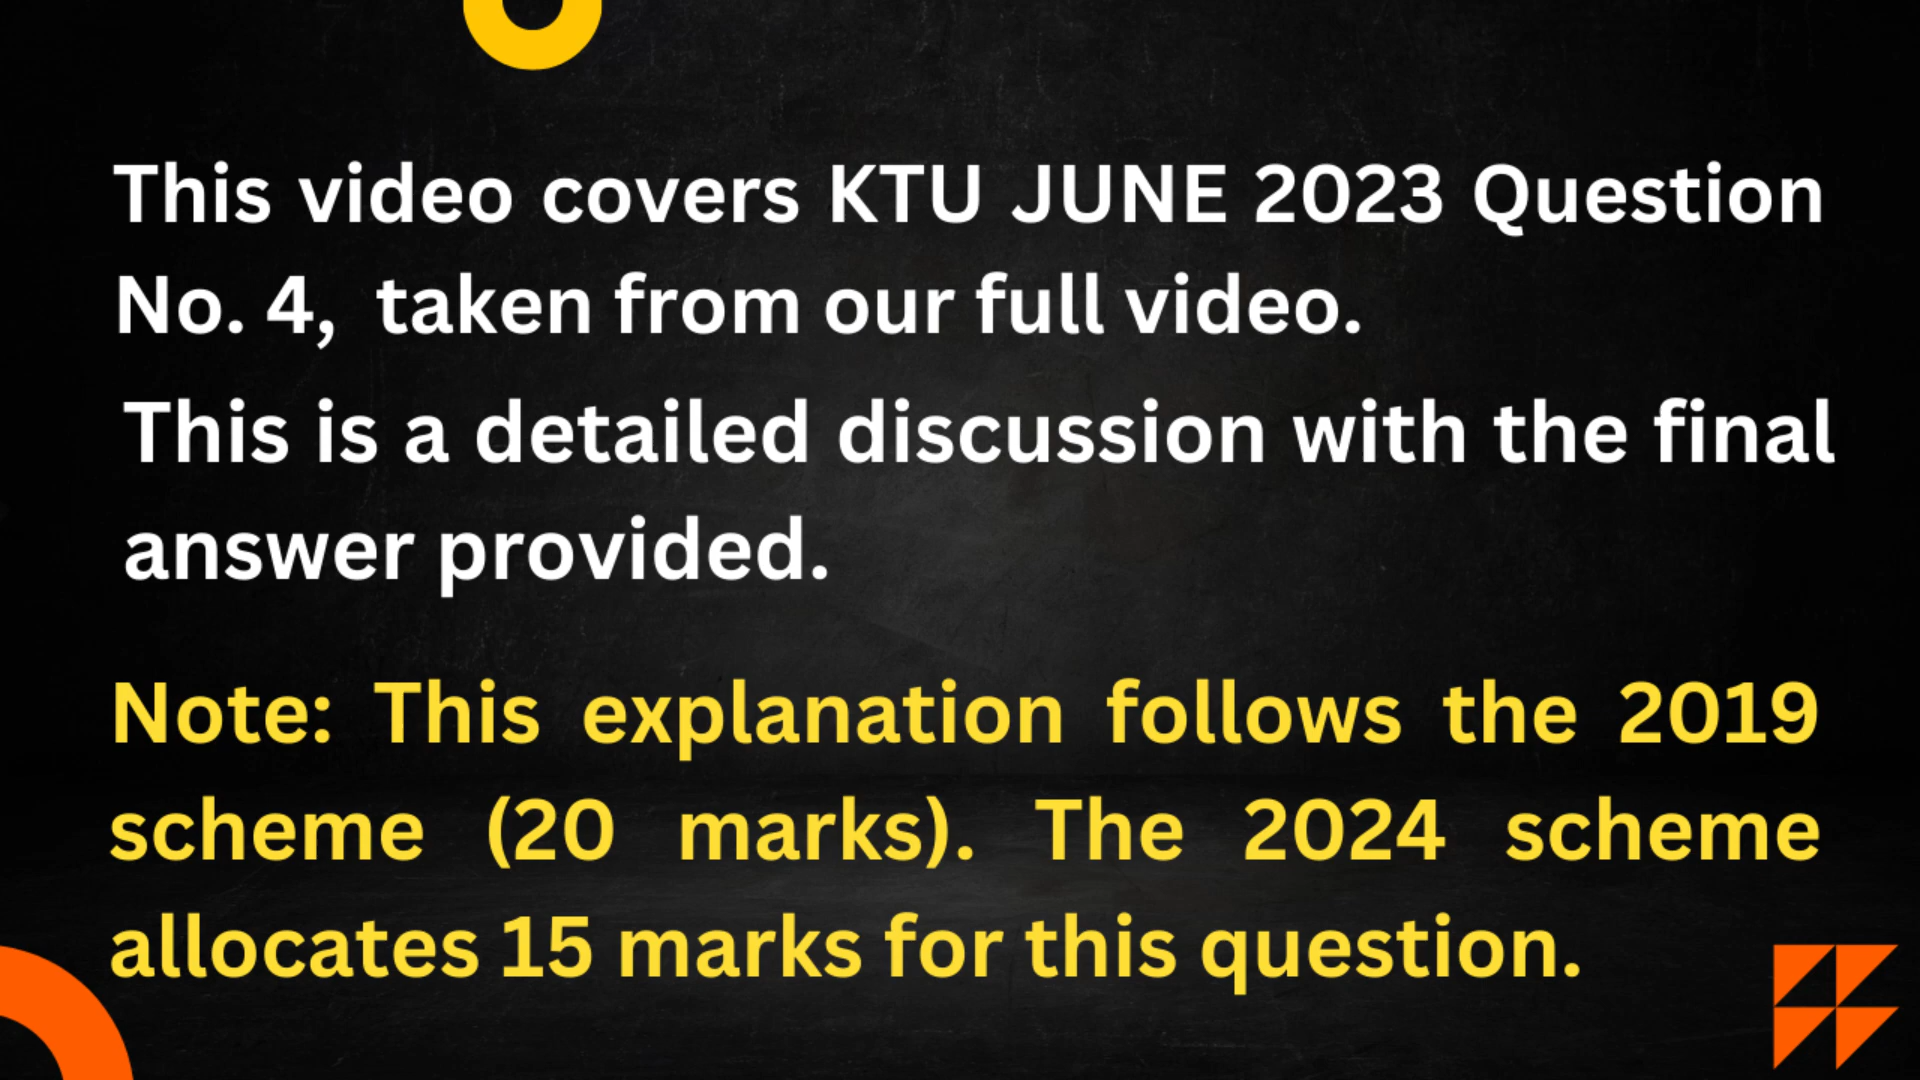 This video covers KTU JUNE 2023 Question
No. 4, taken from our full video.
This is a detailed discussion with the final
answer provided.
Note: This explanation follows the 2019
scheme (20 marks). The 2024 scheme
allocates 15 marks for this question.